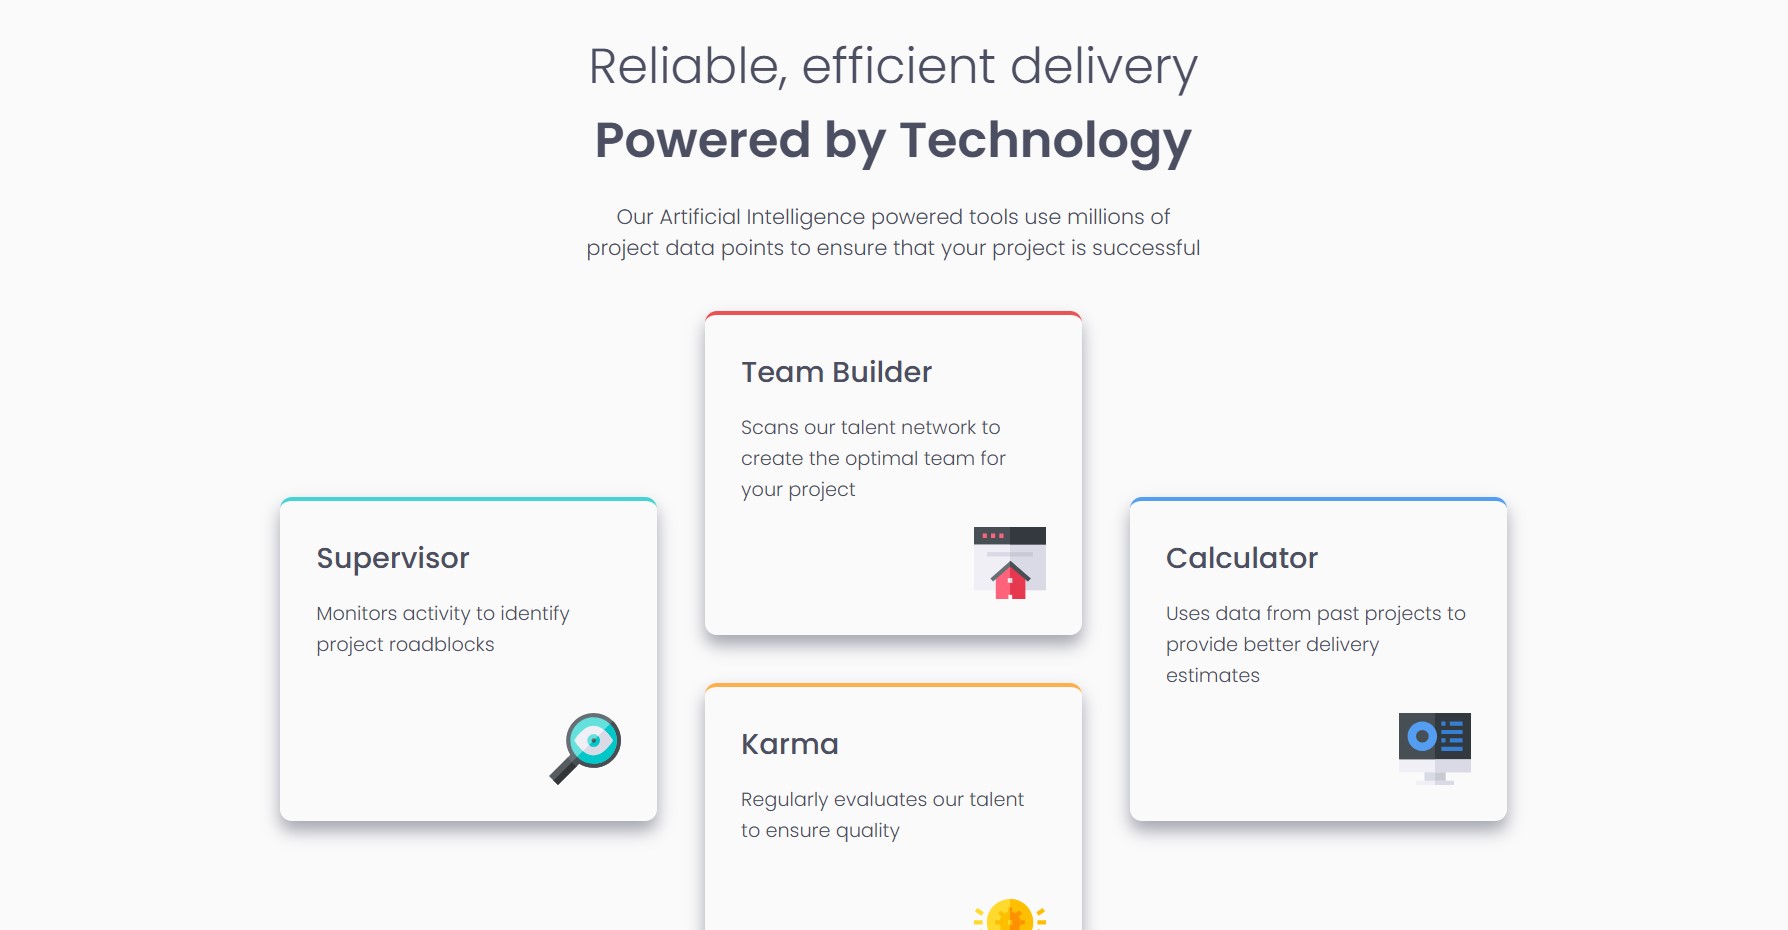 Reliable, efficient delivery
Powered by Technology
Our Artificial Intelligence powered tools use millions of
project data points to ensure that your project is successful
Team Builder
Scans our talent network to
create the optimal team for
your project
Supervisor
Monitors activity to identify
project roadblocks
Calculator
Uses data from past projects to
provide better delivery
estimates
Karma
Regularly evaluates our talent
to ensure quality